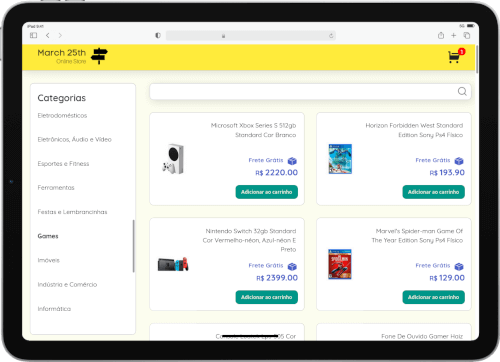 iPad 9:41
5G
March 25th
Online Store
3
Categorias
Eletrodomésticos
Eletrônicos, Áudio e Vídeo
Esportes e Fitness
Ferramentas
Festas e Lembrancinhas
Games
Imóveis
Indústria e Comércio
Informática
Microsoft Xbox Series S 512gb
Standard Cor Branco
Frete Grátis
R$ 2220.00
Adicionar ao carrinho
Horizon Forbidden West Standard
Edition Sony Ps4 Físico
Frete Grátis
R$ 193.90
Adicionar ao carrinho
Nintendo Switch 32gb Standard
Cor Vermelho-néon, Azul-néon E
Preto
Frete Grátis
R$ 2399.00
Adicionar ao carrinho
Marvel's Spider-man Game Of
The Year Edition Sony Ps4 Físico
Frete Grátis
R$ 129.00
Adicionar ao carrinho
Cor
Fone De Ouvido Gamer Hoiz